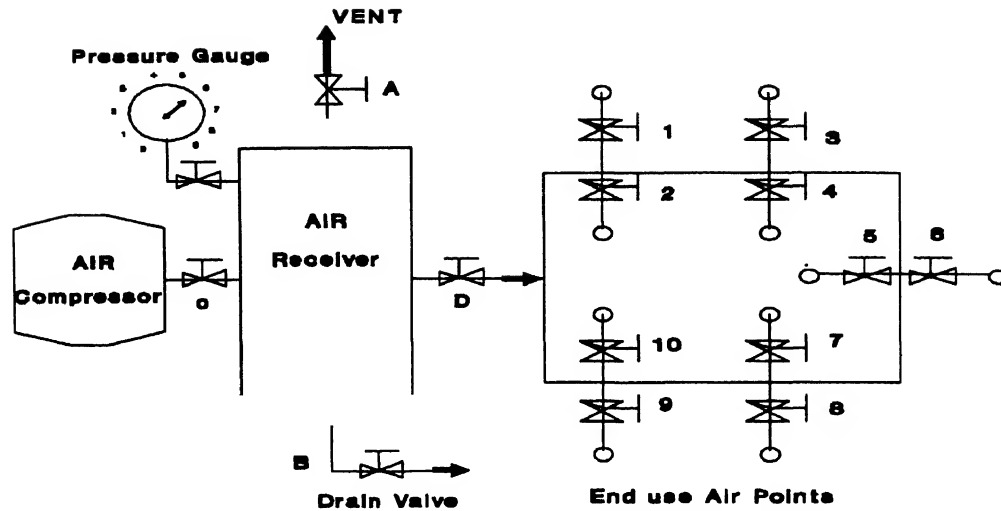 VENT
Pressure Gauge
A
1
3
2
4
AIR
Receiver
5
6
AIR
Compressor
c
D
10
7
9
8
B
Drain Valve
End use Air Points